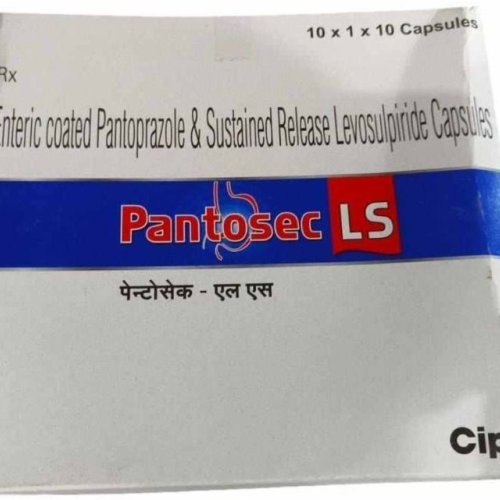 10 x 1 x 10 Capsules
Rx
Enteric coated Pantoprazole & Sustained Release Levosulpiride Capsules
Pantosec LS
पेन्टोसेक - एल एस
Cip